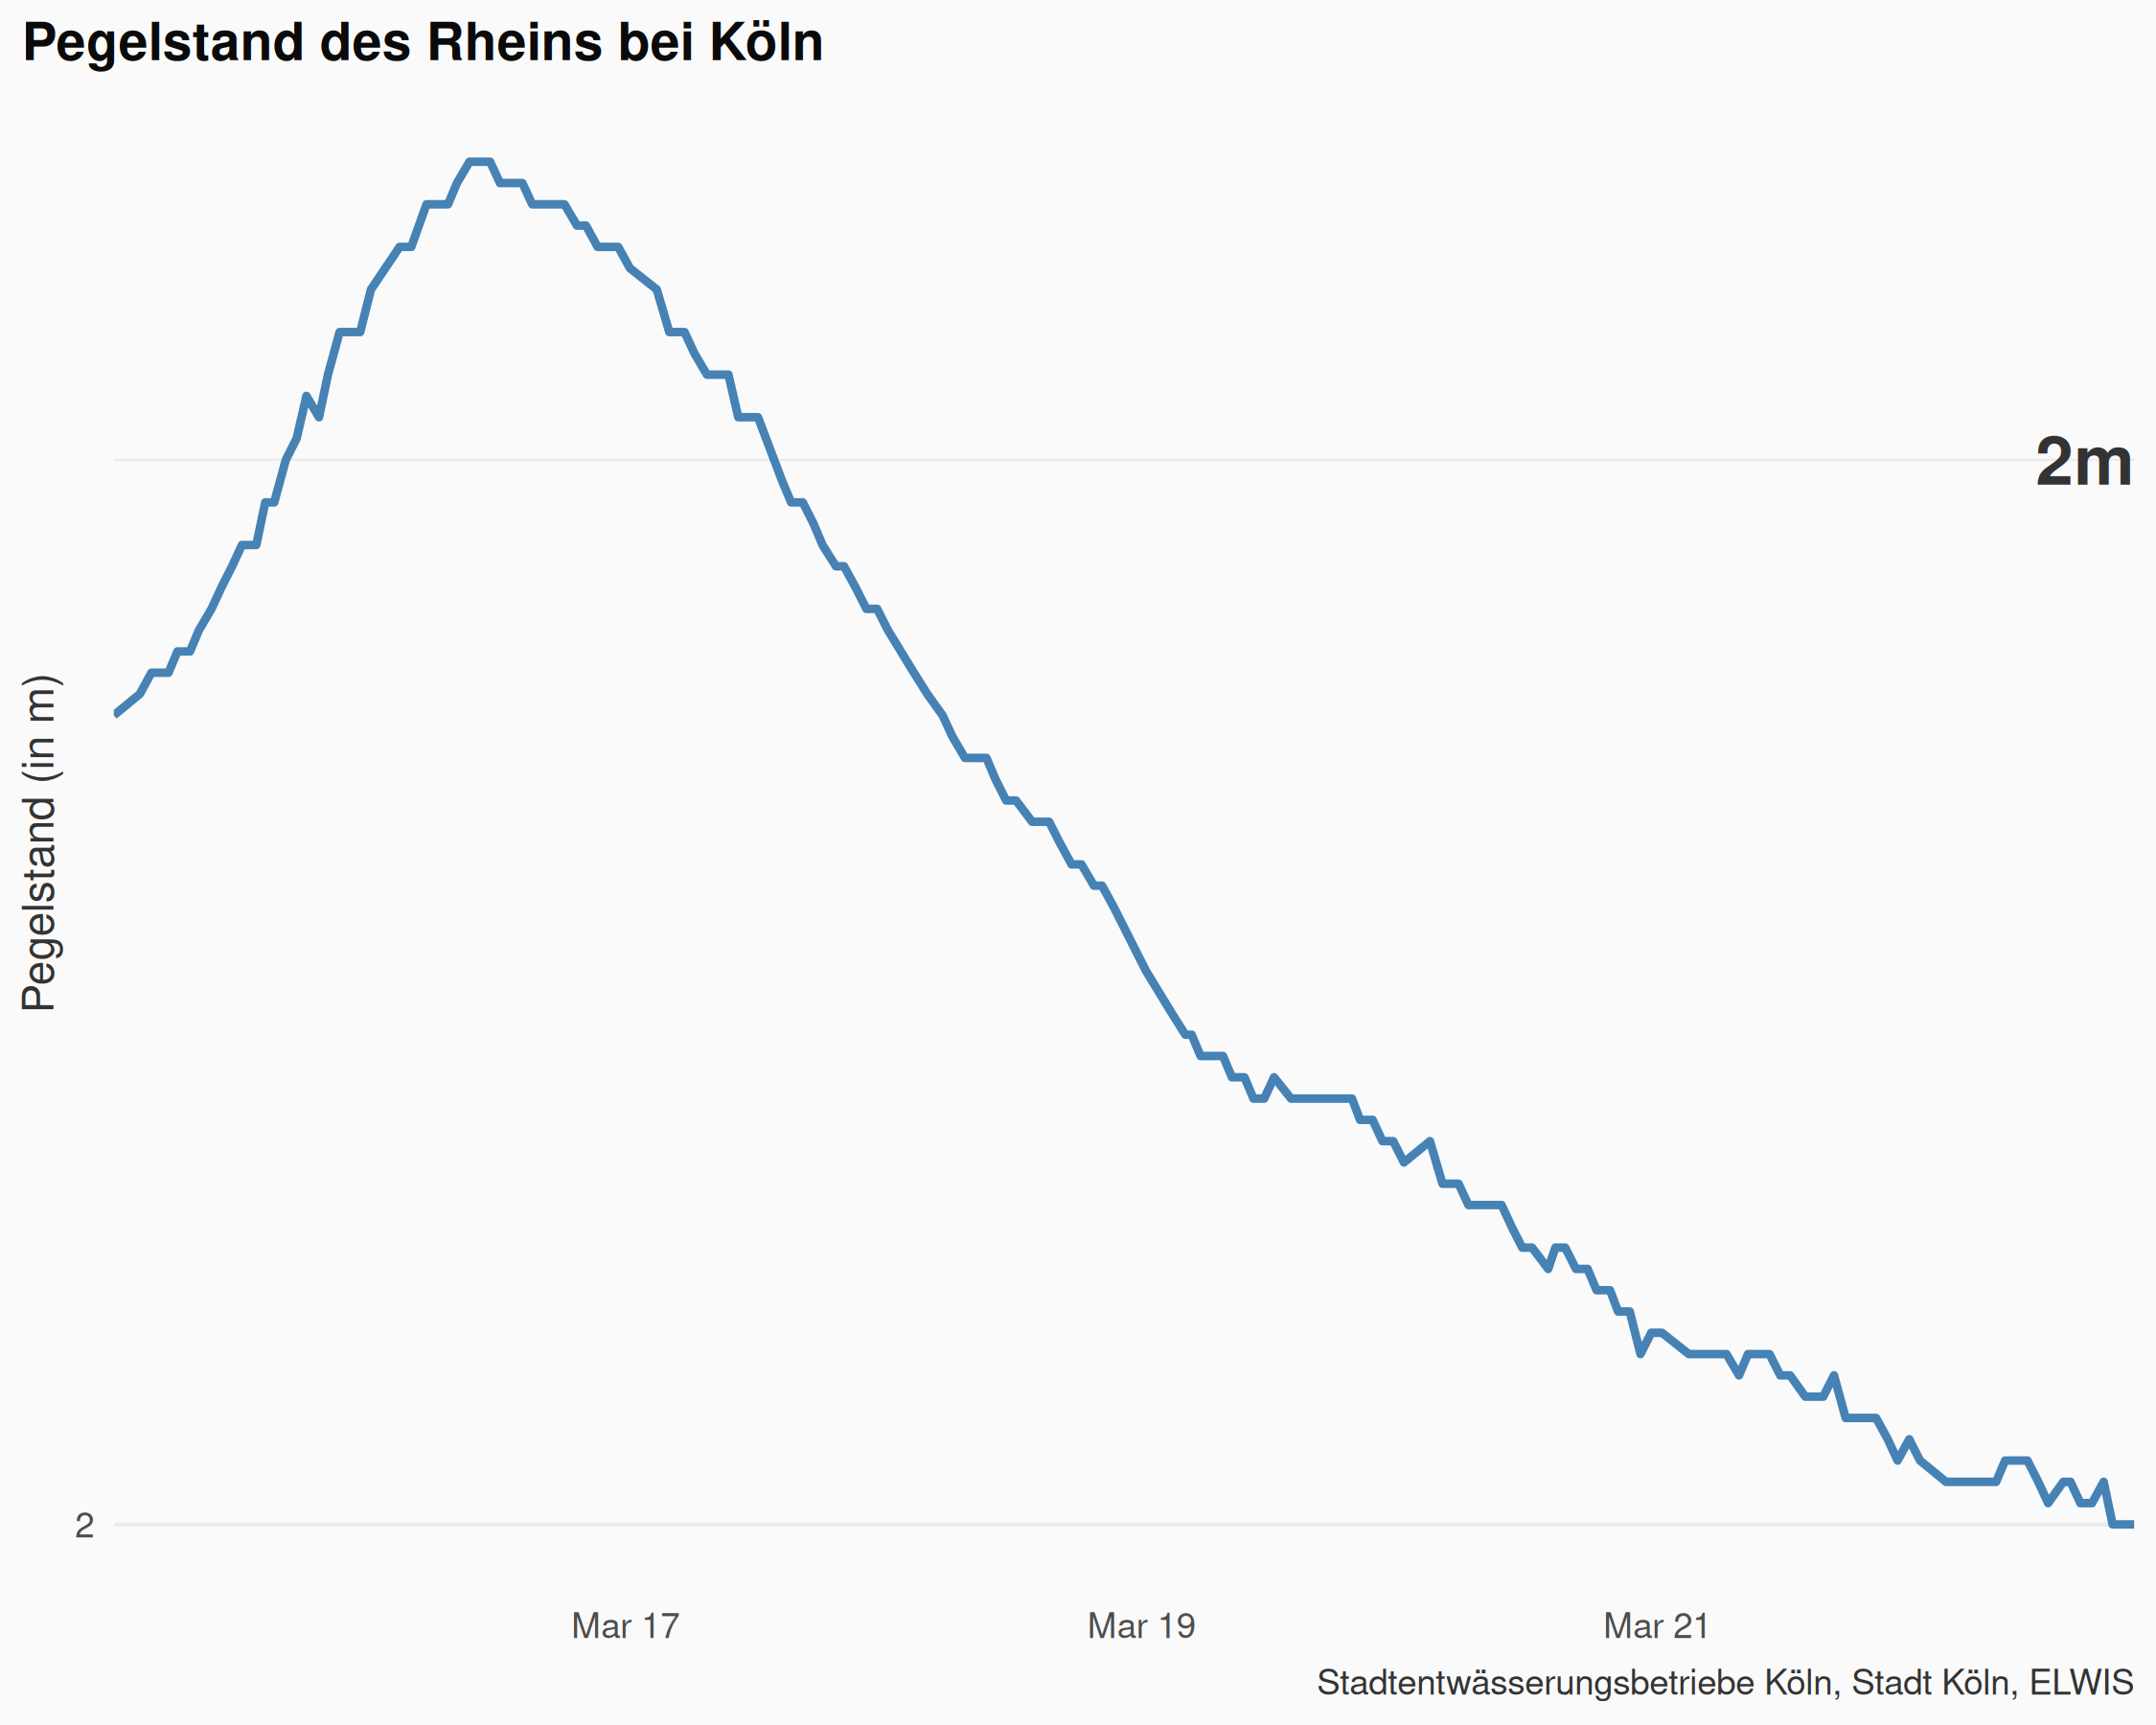 Pegelstand des Rheins bei Köln
2m
Pegelstand (in m)
2
Mar 17
Mar 19
Mar 21
Stadtentwässerungsbetriebe Köln, Stadt Köln, ELWIS